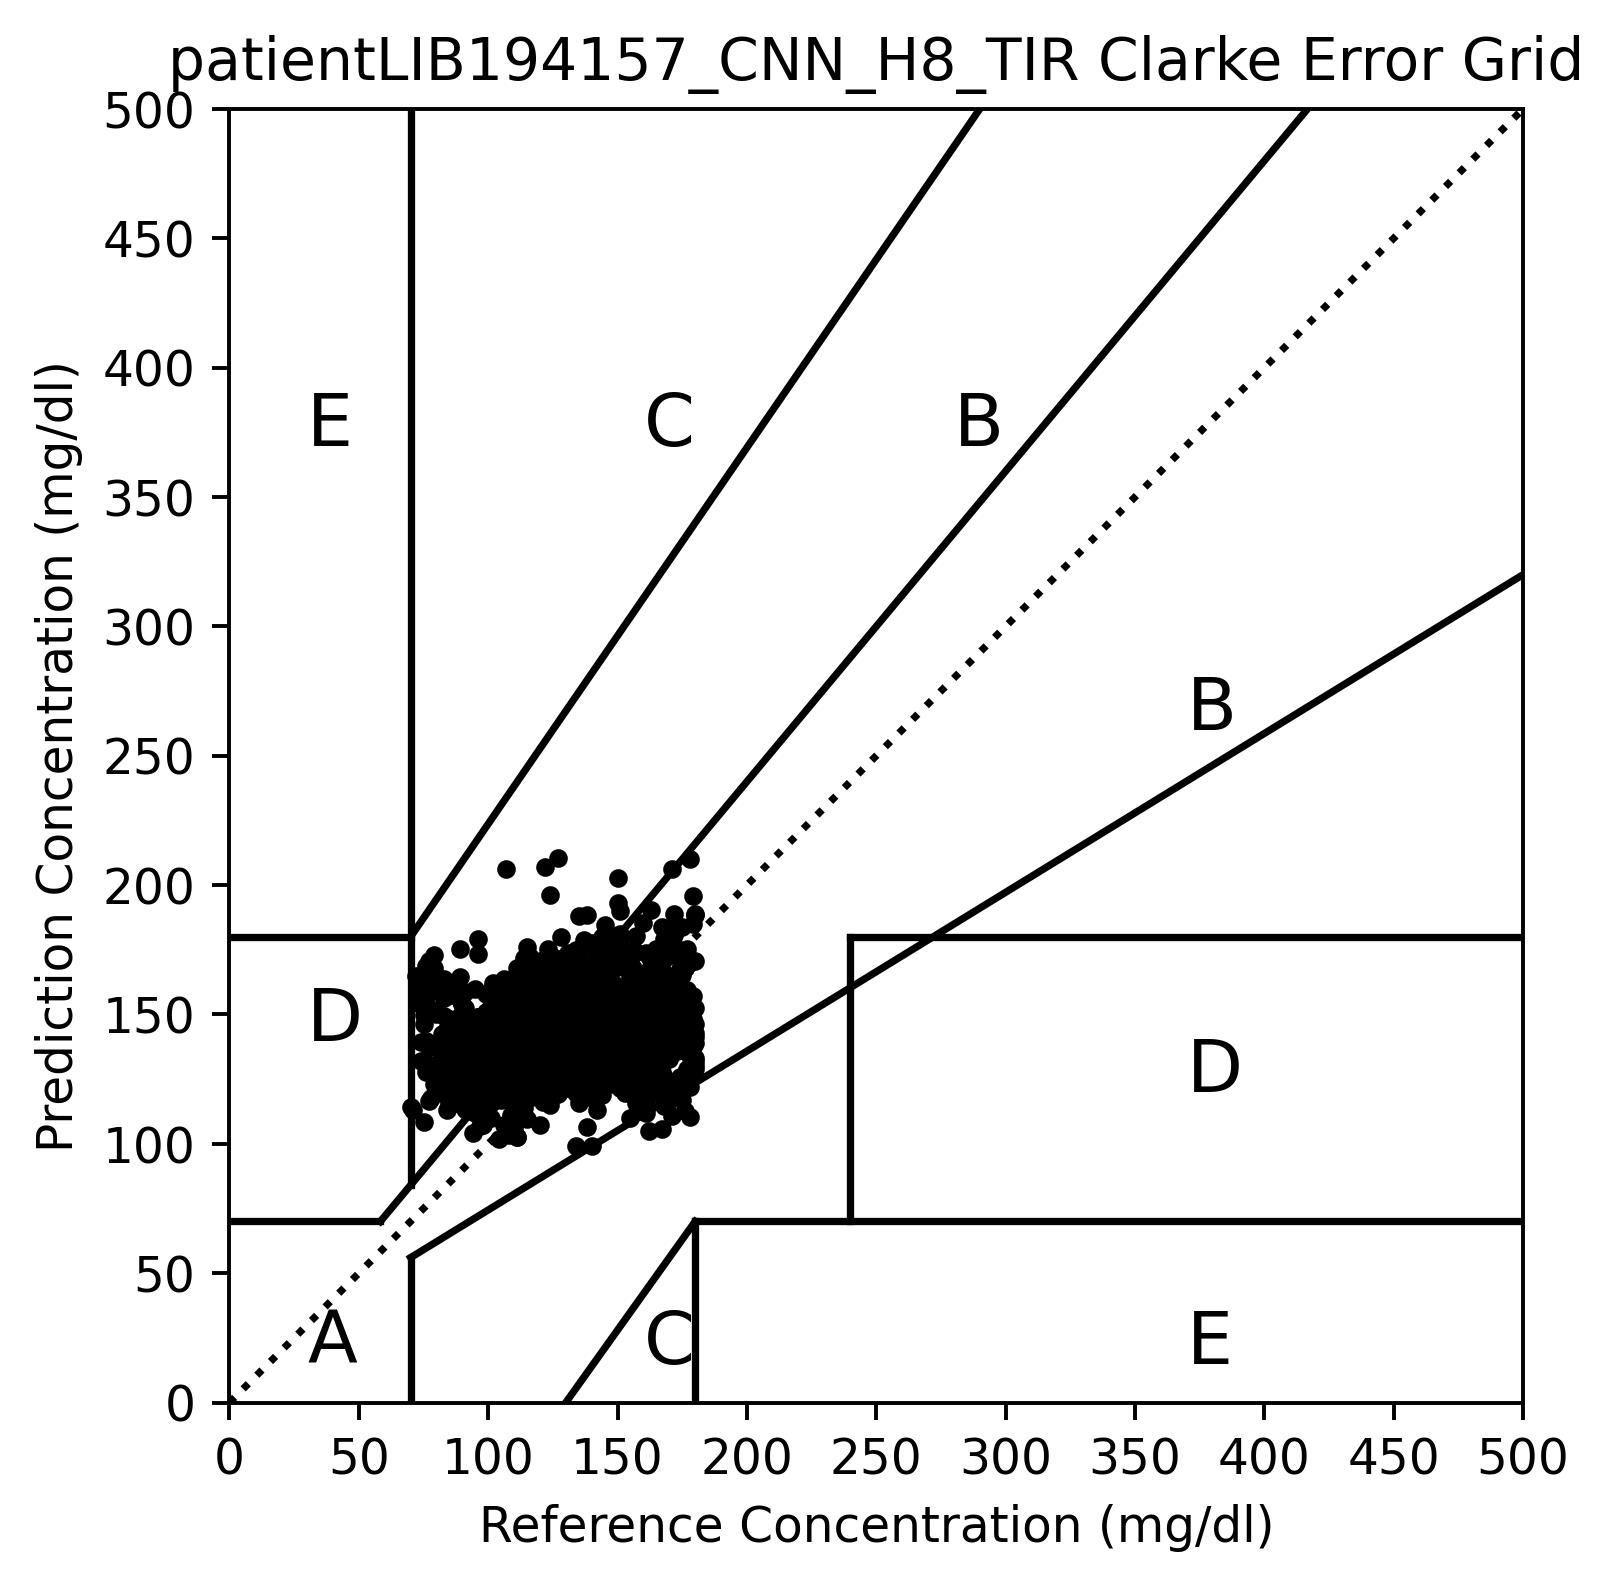 patientLIB194157_CNN_H8_TIR Clarke Error Grid
500
450
400
350
300
250
200
150
100
50
0
Prediction Concentration (mg/dl)
E
C
B
B
D
D
A
C
E
0 50 100 150 200 250 300 350 400 450 500
Reference Concentration (mg/dl)